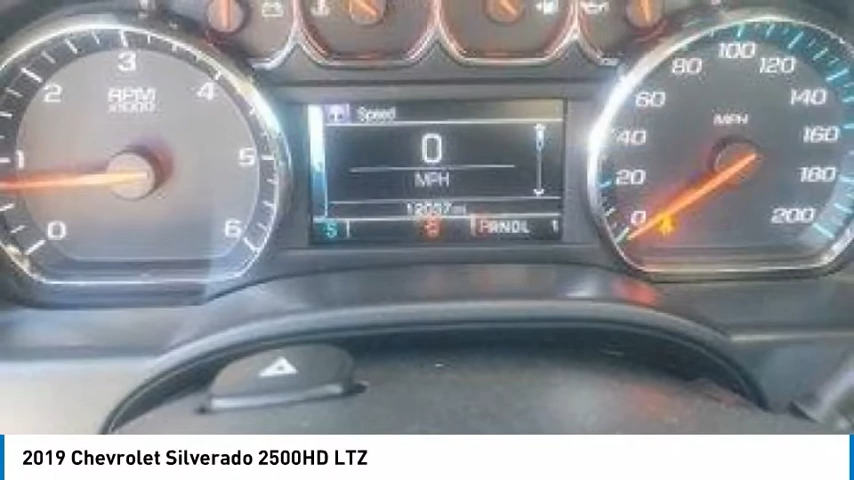 3
2 4
RPM
x1000
1 5
0 6
Speed
0
MPH
S PRNDL 1
100
80 120
60 140
MPH
40 160
20 180
0 200
2019 Chevrolet Silverado 2500HD LTZ